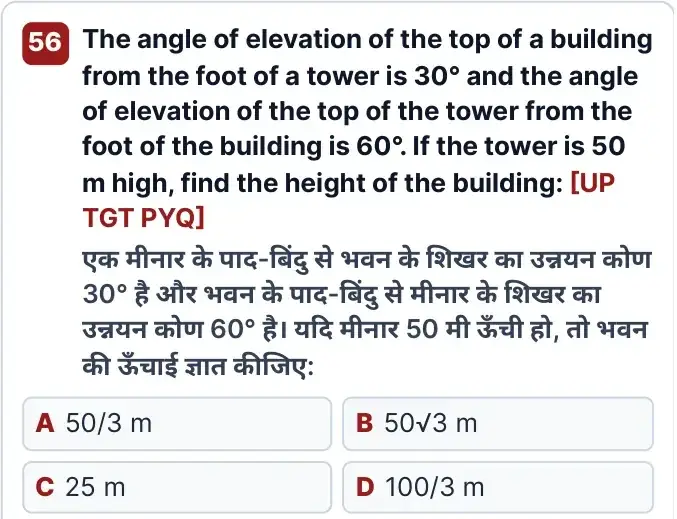 56 The angle of elevation of the top of a building
from the foot of a tower is 30° and the angle
of elevation of the top of the tower from the
foot of the building is 60°. If the tower is 50
m high, find the height of the building: [UP
TGT PYQ]
एक मीनार के पाद-बिंदु से भवन के शिखर का उन्नयन कोण
30° है और भवन के पाद-बिंदु से मीनार के शिखर का
उन्नयन कोण 60° है। यदि मीनार 50 मी ऊँची हो, तो भवन
की ऊँचाई ज्ञात कीजिए:
A 50/3 m
B 50√3 m
C 25 m
D 100/3 m